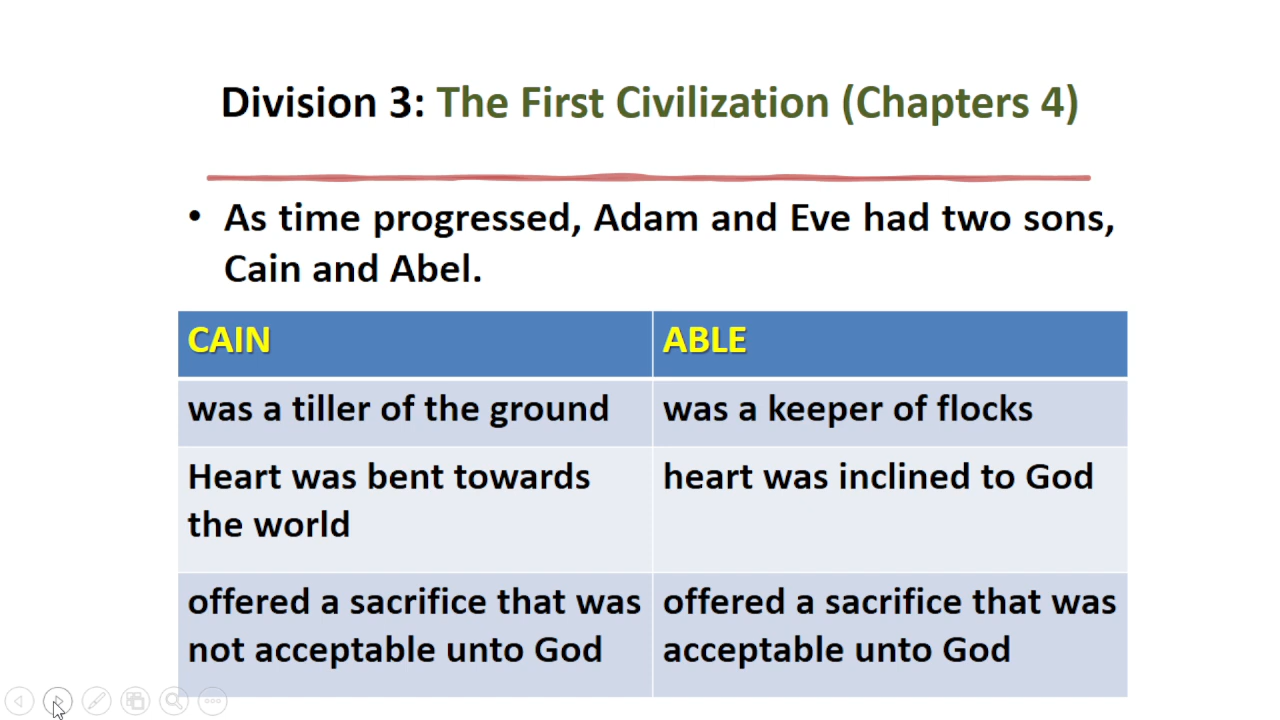 Division 3: The First Civilization (Chapters 4)
• As time progressed, Adam and Eve had two sons,
Cain and Abel.
CAIN
ABLE
was a tiller of the ground
was a keeper of flocks
Heart was bent towards
the world
heart was inclined to God
offered a sacrifice that was
not acceptable unto God
offered a sacrifice that was
acceptable unto God